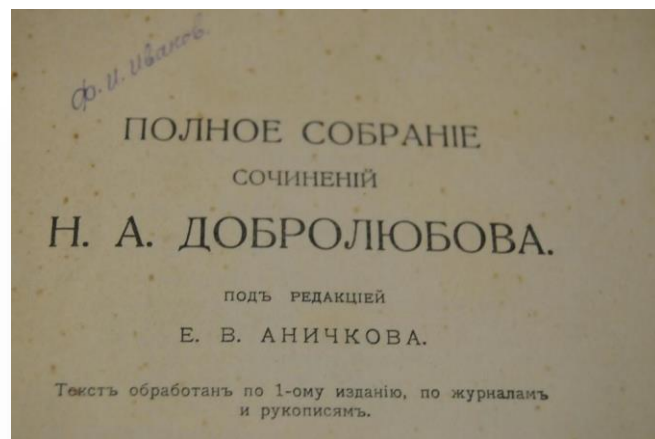 Ф. И. Иванов.
ПОЛНОЕ СОБРАНІЕ
СОЧИНЕНІЙ
Н. А. ДОБРОЛЮБОВА.
ПОДЪ РЕДАКЦІЕЙ
Е. В. АНИЧКОВА.
Текстъ обработанъ по 1-ому изданію, по журналамъ
и рукописямъ.